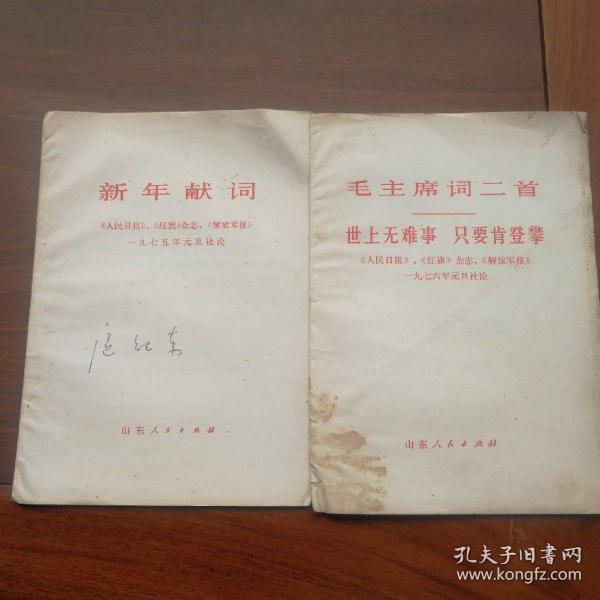 新年献词
《人民日报》、《红旗》杂志、《解放军报》
一九七五年元旦社论
山东人民出版社
毛主席词二首
世上无难事 只要肯登攀
《人民日报》、《红旗》杂志、《解放军报》
一九七六年元旦社论
山东人民出版社
孔夫子旧书网
www.kongfz.com